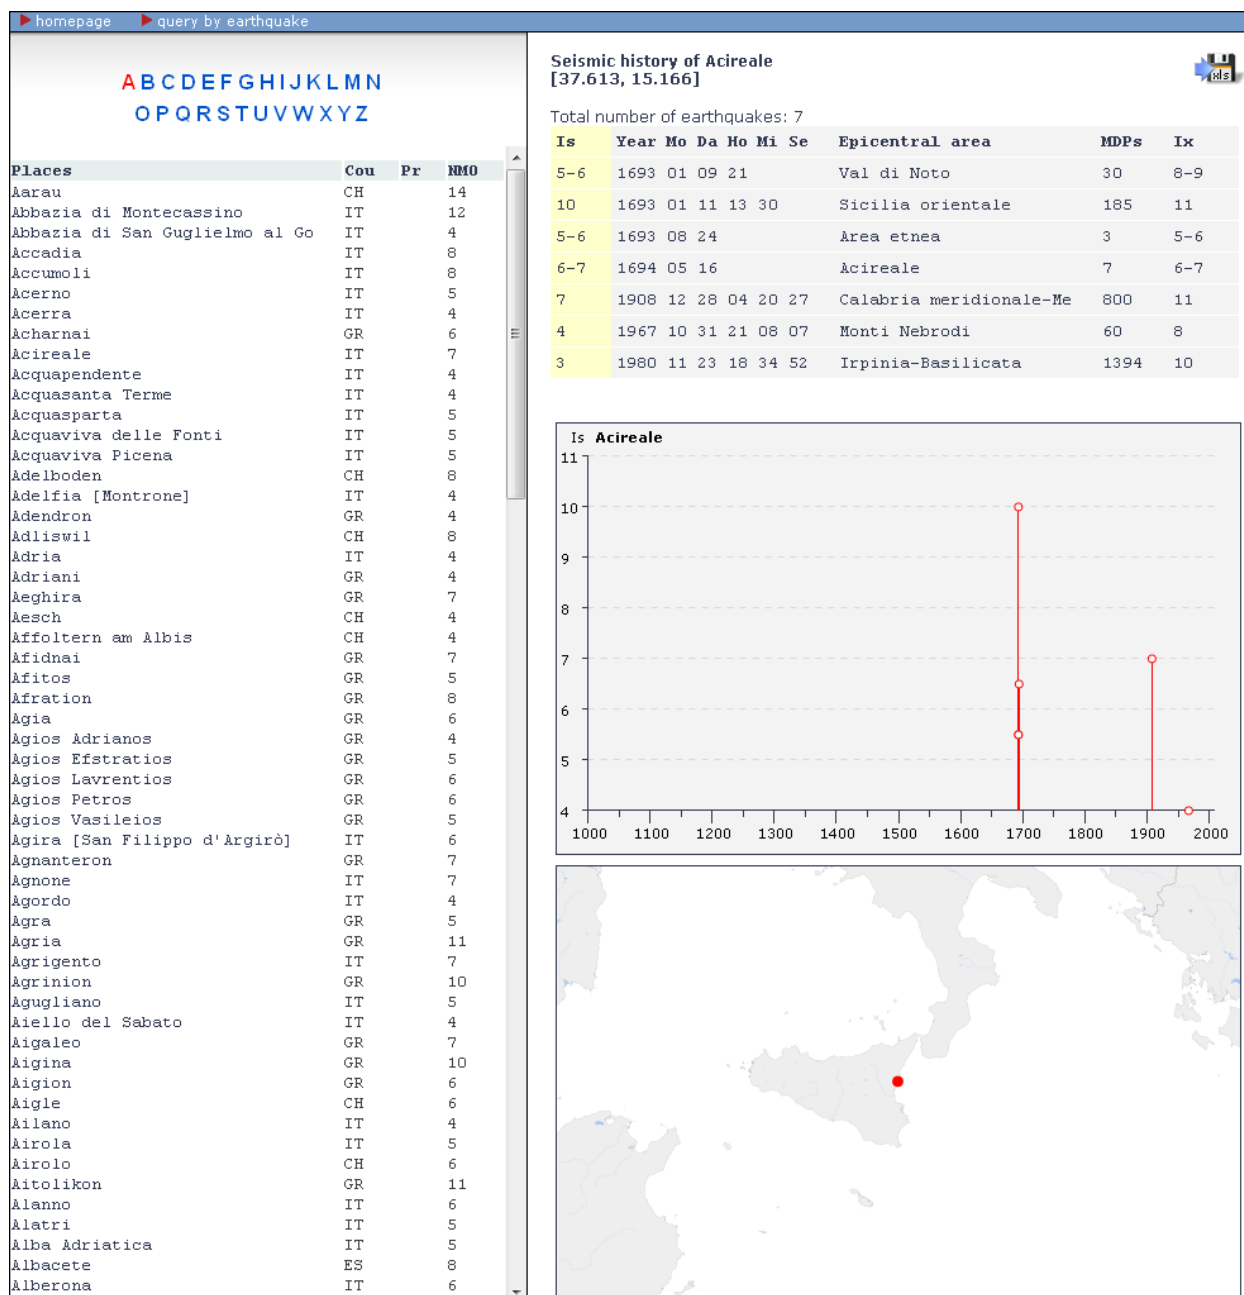 homepage query by earthquake
A B C D E F G H I J K L M N
O P Q R S T U V W X Y Z
Places Cou Pr NMO
Aarau CH 14
Abbazia di Montecassino IT 12
Abbazia di San Guglielmo al Go IT 4
Accadia IT 8
Accumoli IT 8
Acerno IT 5
Acerra IT 4
Acharnai GR 6
Acireale IT 7
Acquapendente IT 4
Acquasanta Terme IT 4
Acquasparta IT 5
Acquaviva delle Fonti IT 5
Acquaviva Picena IT 5
Adelboden CH 8
Adelfia [Montrone] IT 4
Adendron GR 4
Adliswil CH 8
Adria IT 4
Adriani GR 4
Aeghira GR 7
Aesch CH 4
Affoltern am Albis CH 4
Afidnai GR 7
Afitos GR 5
Afration GR 8
Agia GR 6
Agios Adrianos GR 4
Agios Efstratios GR 5
Agios Lavrentios GR 6
Agios Petros GR 6
Agios Vasileios GR 5
Agira [San Filippo d'Argirò] IT 6
Agnanteron GR 7
Agnone IT 7
Agordo IT 4
Agra GR 5
Agria GR 11
Agrigento IT 7
Agrinion GR 10
Agugliano IT 5
Aiello del Sabato IT 4
Aigaleo GR 7
Aigina GR 10
Aigion GR 6
Aigle CH 6
Ailano IT 4
Airola IT 5
Airolo CH 6
Aitolikon GR 11
Alanno IT 6
Alatri IT 5
Alba Adriatica IT 5
Albacete ES 8
Alberona IT 6
Seismic history of Acireale
[37.613, 15.166]
xls
Total number of earthquakes: 7
Is Year Mo Da Ho Mi Se Epicentral area MDPs Ix
5-6 1693 01 09 21 Val di Noto 30 8-9
10 1693 01 11 13 30 Sicilia orientale 185 11
5-6 1693 08 24 Area etnea 3 5-6
6-7 1694 05 16 Acireale 7 6-7
7 1908 12 28 04 20 27 Calabria meridionale-Me 800 11
4 1967 10 31 21 08 07 Monti Nebrodi 60 8
3 1980 11 23 18 34 52 Irpinia-Basilicata 1394 10
Is Acireale
11
10
9
8
7
6
5
4
1000 1100 1200 1300 1400 1500 1600 1700 1800 1900 2000